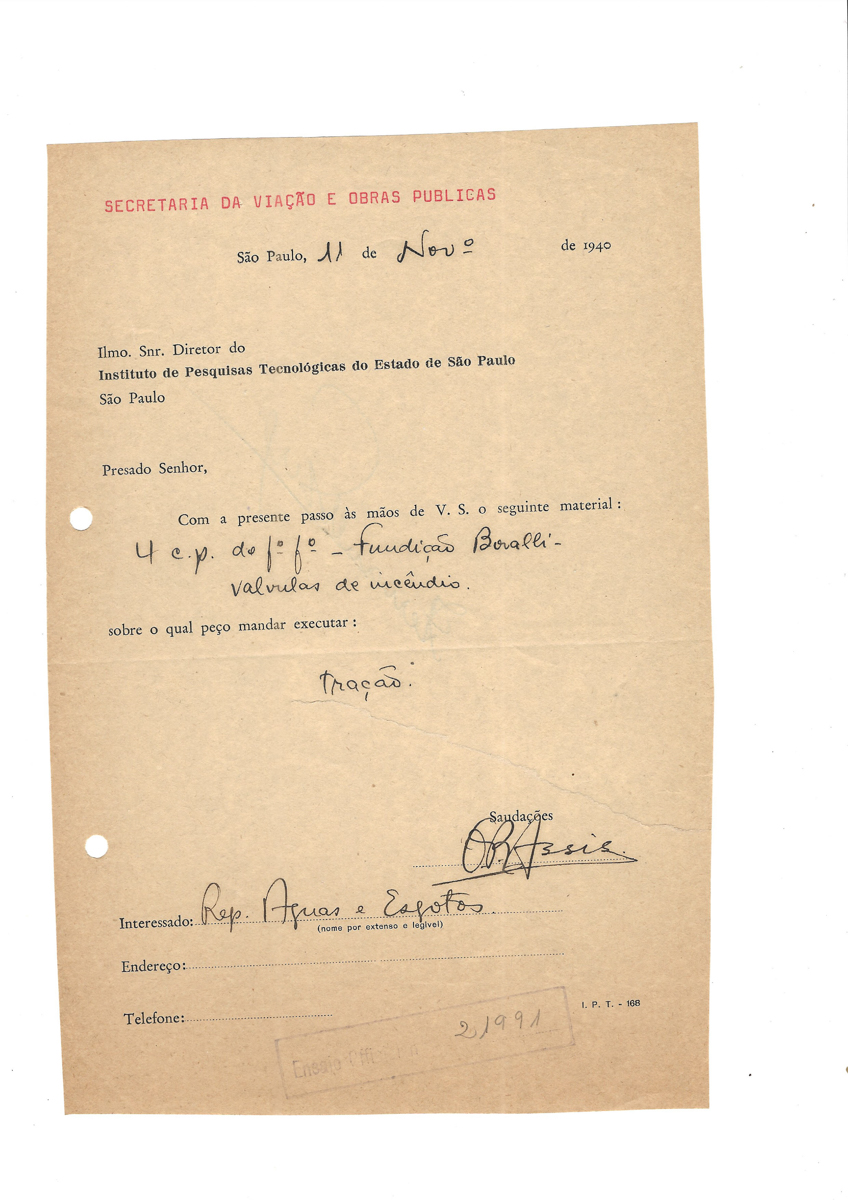 SECRETARIA DA VIAÇÃO E OBRAS PUBLICAS
São Paulo, 11 de Novº de 1940
Ilmo. Snr. Diretor do
Instituto de Pesquisas Tecnológicas do Estado de São Paulo
São Paulo
Presado Senhor,
Com a presente passo às mãos de V. S. o seguinte material :
4 c.p. de fº fº - Fundição Boralli -
valvulas de incêndio.
sobre o qual peço mandar executar :
tração.
Saudações
O.B. Assis.
Interessado: Rep. Aguas e Esgotos.
(nome por extenso e legivel)
Endereço:
I. P. T. - 168
Telefone:
21991
Ensaio